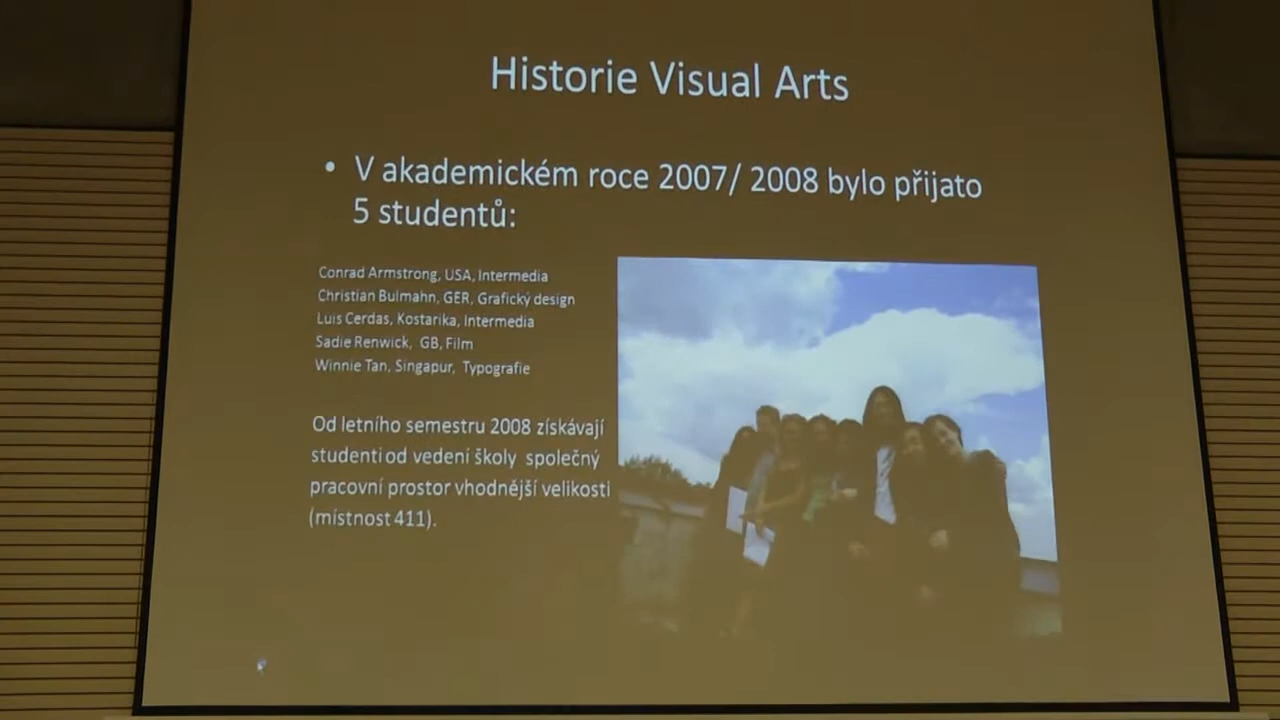 Historie Visual Arts
• V akademickém roce 2007/ 2008 bylo přijato
5 studentů:
Conrad Armstrong, USA, Intermedia
Christian Bulmahn, GER, Grafický design
Luis Cerdas, Kostarika, Intermedia
Sadie Renwick, GB, Film
Winnie Tan, Singapur, Typografie
Od letního semestru 2008 získávají
studenti od vedení školy společný
pracovní prostor vhodnější velikosti
(místnost 411).